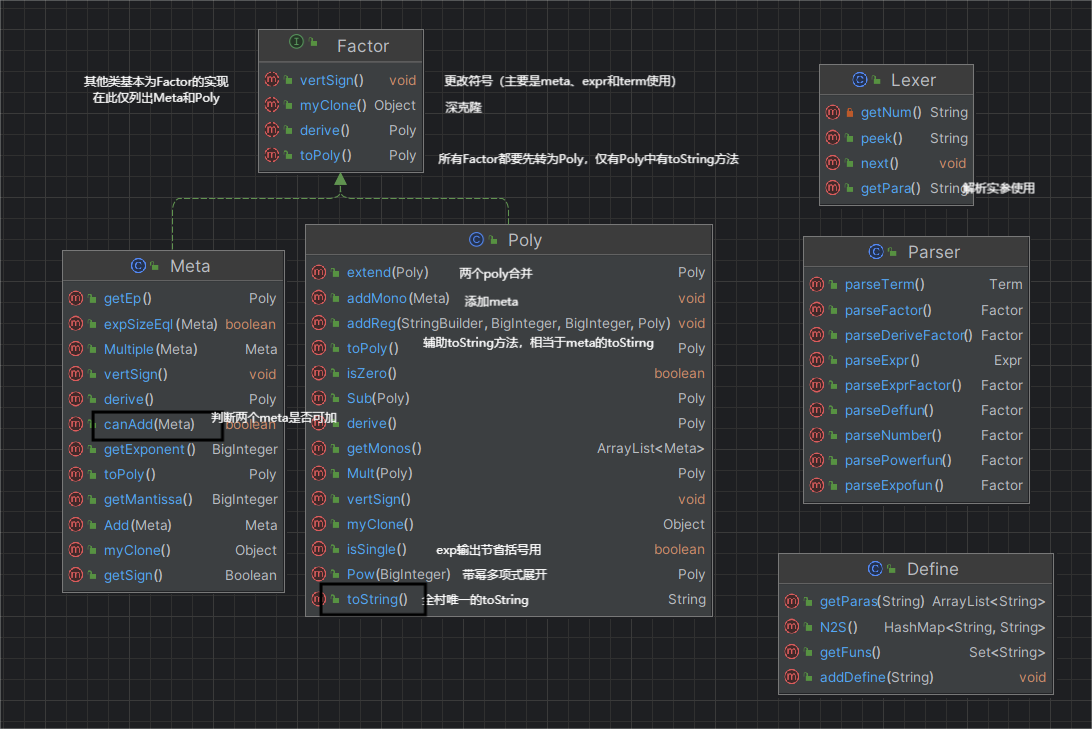 Factor
vertSign() void
myClone() Object
derive() Poly
toPoly() Poly
其他类基本为Factor的实现
在此仅列出Meta和Poly
更改符号（主要是meta、expr和term使用）
深克隆
所有Factor都要先转为Poly，仅有Poly中有toString方法
Lexer
getNum() String
peek() String
next() void
getPara() String
解析实参使用
Meta
getEp() Poly
expSizeEql(Meta) boolean
Multiple(Meta) Meta
vertSign() void
derive() Poly
canAdd(Meta) boolean
判断两个meta是否可加
getExponent() BigInteger
toPoly() Poly
getMantissa() BigInteger
Add(Meta) Meta
myClone() Object
getSign() Boolean
Poly
extend(Poly) 两个poly合并 Poly
addMono(Meta) 添加meta void
addReg(StringBuilder, BigInteger, BigInteger, Poly) void
辅助toString方法，相当于meta的toStirng
toPoly() Poly
isZero() boolean
Sub(Poly) Poly
derive() Poly
getMonos() ArrayList<Meta>
Mult(Poly) Poly
vertSign() void
myClone() Object
isSingle() exp输出节省括号用 boolean
Pow(BigInteger) 带幂多项式展开 Poly
toString() 全村唯一的toString String
Parser
parseTerm() Term
parseFactor() Factor
parseDeriveFactor() Factor
parseExpr() Expr
parseExprFactor() Factor
parseDeffun() Factor
parseNumber() Factor
parsePowerfun() Factor
parseExpofun() Factor
Define
getParas(String) ArrayList<String>
N2S() HashMap<String, String>
getFuns() Set<String>
addDefine(String) void